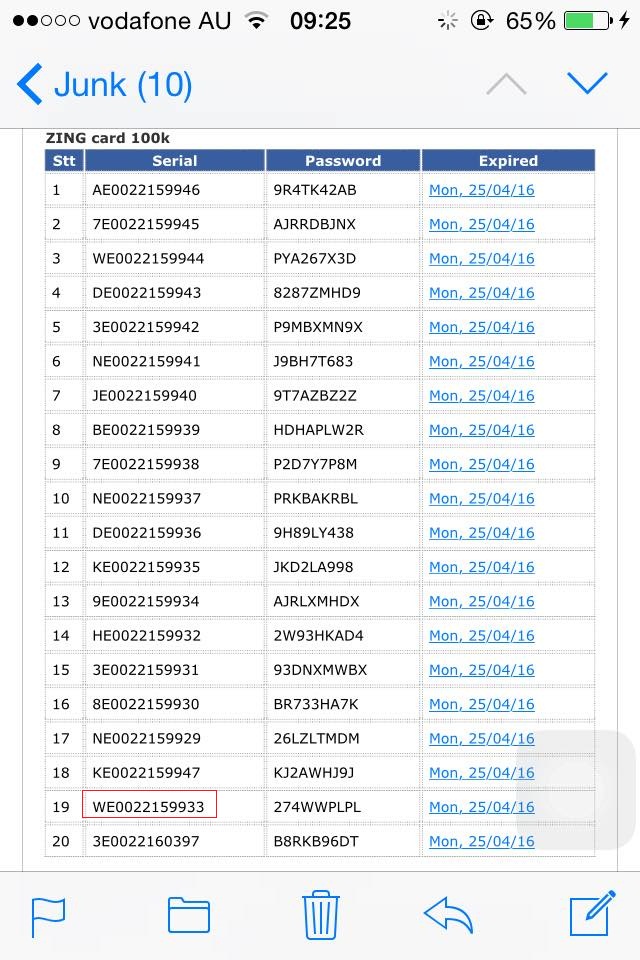 vodafone AU 09:25 65%
Junk (10)
ZING card 100k
Stt Serial Password Expired
1 AE0022159946 9R4TK42AB Mon, 25/04/16
2 7E0022159945 AJRRDBJNX Mon, 25/04/16
3 WE0022159944 PYA267X3D Mon, 25/04/16
4 DE0022159943 8287ZMHD9 Mon, 25/04/16
5 3E0022159942 P9MBXMN9X Mon, 25/04/16
6 NE0022159941 J9BH7T683 Mon, 25/04/16
7 JE0022159940 9T7AZBZ2Z Mon, 25/04/16
8 BE0022159939 HDHAPLW2R Mon, 25/04/16
9 7E0022159938 P2D7Y7P8M Mon, 25/04/16
10 NE0022159937 PRKBAKRBL Mon, 25/04/16
11 DE0022159936 9H89LY438 Mon, 25/04/16
12 KE0022159935 JKD2LA998 Mon, 25/04/16
13 9E0022159934 AJRLXMHDX Mon, 25/04/16
14 HE0022159932 2W93HKAD4 Mon, 25/04/16
15 3E0022159931 93DNXMWBX Mon, 25/04/16
16 8E0022159930 BR733HA7K Mon, 25/04/16
17 NE0022159929 26LZLTMDM Mon, 25/04/16
18 KE0022159947 KJ2AWHJ9J Mon, 25/04/16
19 WE0022159933 274WWPLPL Mon, 25/04/16
20 3E0022160397 B8RKB96DT Mon, 25/04/16